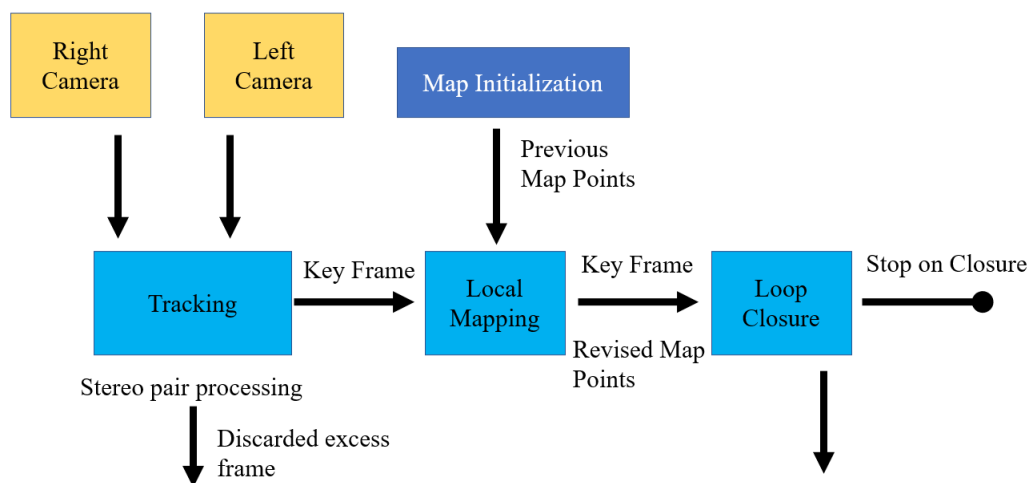 Right
Camera
Left
Camera
Map Initialization
Previous
Map Points
Key Frame
Key Frame
Stop on Closure
Tracking
Local
Mapping
Loop
Closure
Revised Map
Points
Stereo pair processing
Discarded excess
frame